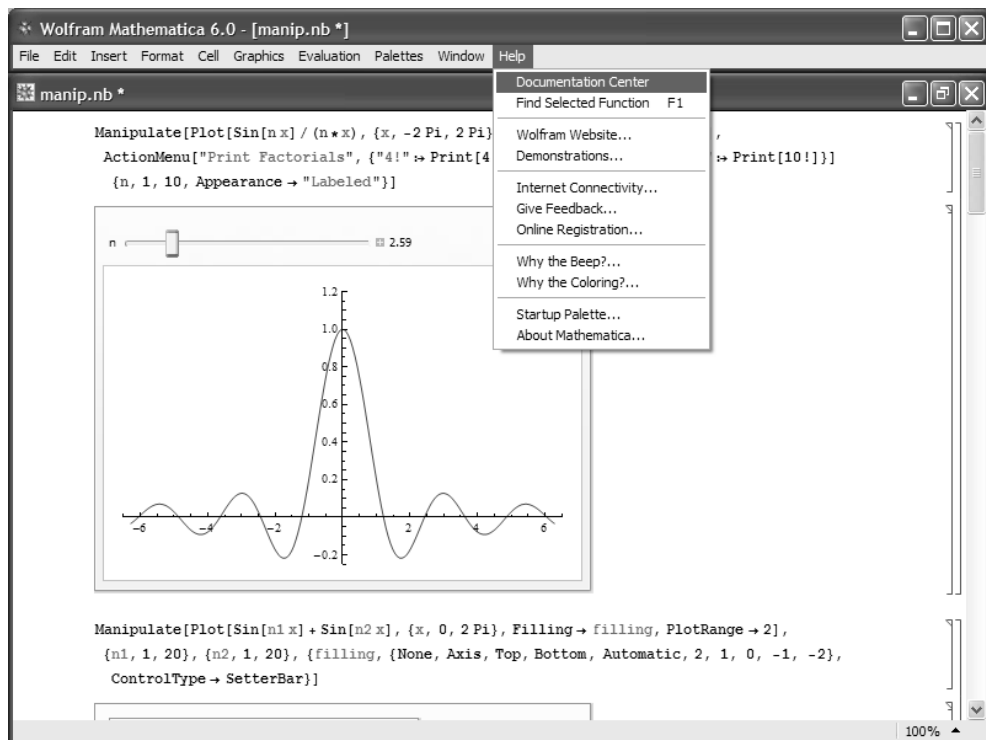 Wolfram Mathematica 6.0 - [manip.nb *]
File Edit Insert Format Cell Graphics Evaluation Palettes Window Help
manip.nb *
Documentation Center
Find Selected Function F1
Wolfram Website...
Demonstrations...
Internet Connectivity...
Give Feedback...
Online Registration...
Why the Beep?...
Why the Coloring?...
Startup Palette...
About Mathematica...
Manipulate[Plot[Sin[n x] / (n * x), {x, -2 Pi, 2 Pi} ,
ActionMenu["Print Factorials", {"4!" :> Print[4 " :> Print[10!]}]
{n, 1, 10, Appearance → "Labeled"}]
n 2.59
1.2
1.0
0.8
0.6
0.4
0.2
-6 -4 -2 2 4 6
-0.2
Manipulate[Plot[Sin[n1 x] + Sin[n2 x], {x, 0, 2 Pi}, Filling → filling, PlotRange → 2],
{n1, 1, 20}, {n2, 1, 20}, {filling, {None, Axis, Top, Bottom, Automatic, 2, 1, 0, -1, -2},
ControlType → SetterBar}]
100%